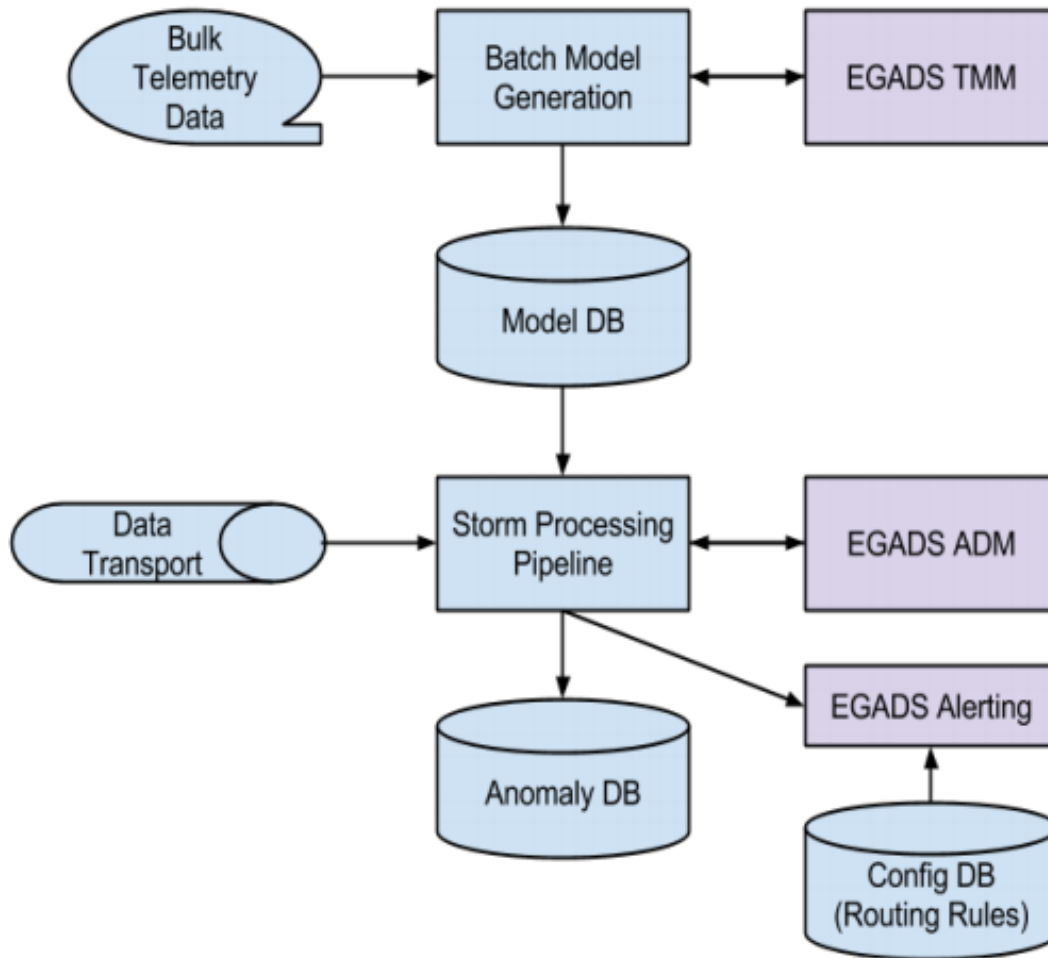 Bulk
Telemetry
Data
Batch Model
Generation
EGADS TMM
Model DB
Data
Transport
Storm Processing
Pipeline
EGADS ADM
EGADS Alerting
Anomaly DB
Config DB
(Routing Rules)